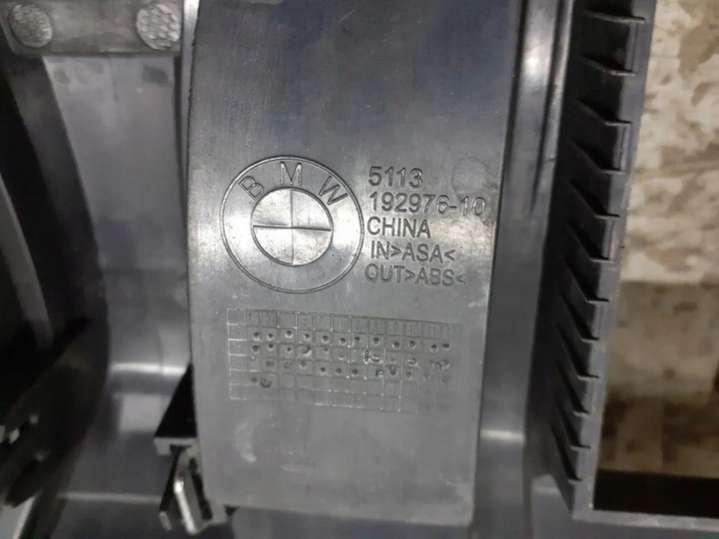 BMW
5113
192976-10
CHINA
IN>ASA<
OUT>ABS<